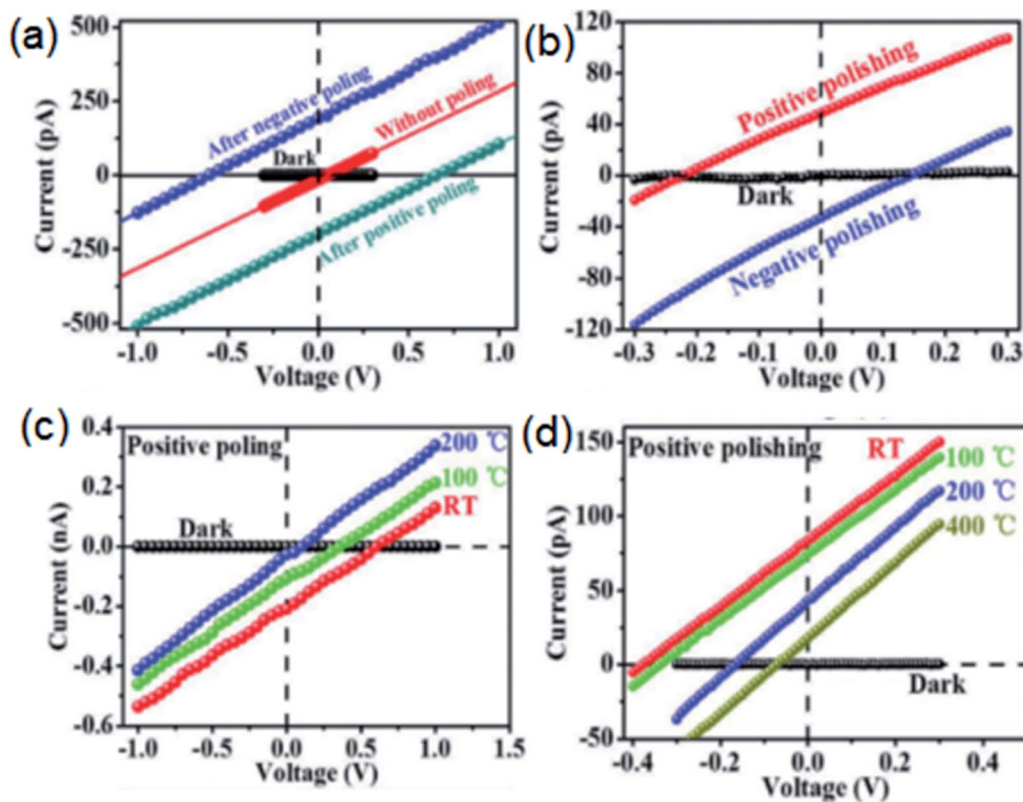 (a)
500
250
0
-250
-500
Current (pA)
After negative poling
Without poling
Dark
After positive poling
-1.0 -0.5 0.0 0.5 1.0
Voltage (V)
(b)
120
80
40
0
-40
-80
-120
Current (pA)
Positive polishing
Dark
Negative polishing
-0.3 -0.2 -0.1 0.0 0.1 0.2 0.3
Voltage (V)
(c)
0.4
0.2
0.0
-0.2
-0.4
-0.6
Current (nA)
Positive poling
200 ℃
100 ℃
RT
Dark
-1.0 -0.5 0.0 0.5 1.0 1.5
Voltage (V)
(d)
150
100
50
0
-50
Current (pA)
Positive polishing
RT
100 ℃
200 ℃
400 ℃
Dark
-0.4 -0.2 0.0 0.2 0.4
Voltage (V)